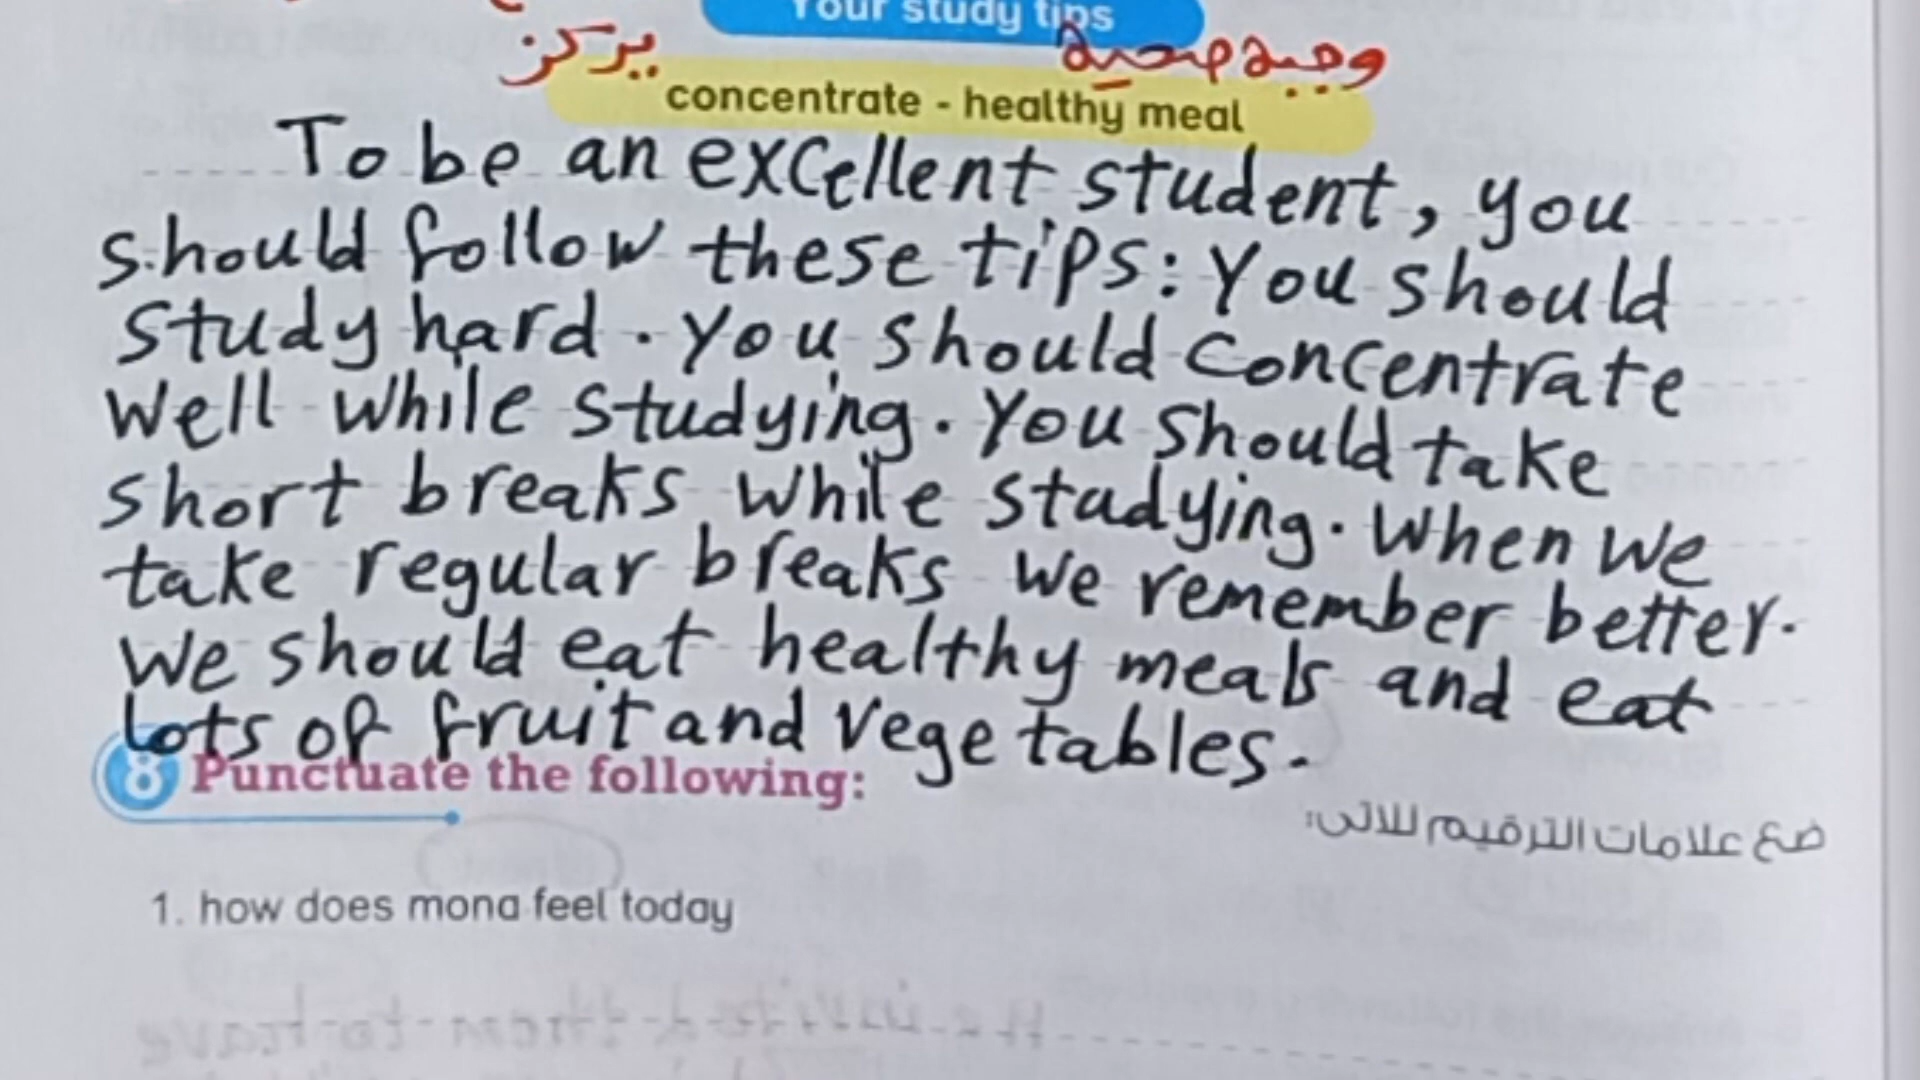 Your study tips
يركز وجبه صحية
concentrate - healthy meal
To be an excellent student, you
should follow these tips: You should
study hard. You should concentrate
well while studying. You should take
short breaks while studying. When we
take regular breaks we remember better.
We should eat healthy meals and eat
lots of fruit and vegetables.
8 Punctuate the following:
ضع علامات الترقيم للآتى:
1. how does mona feel today